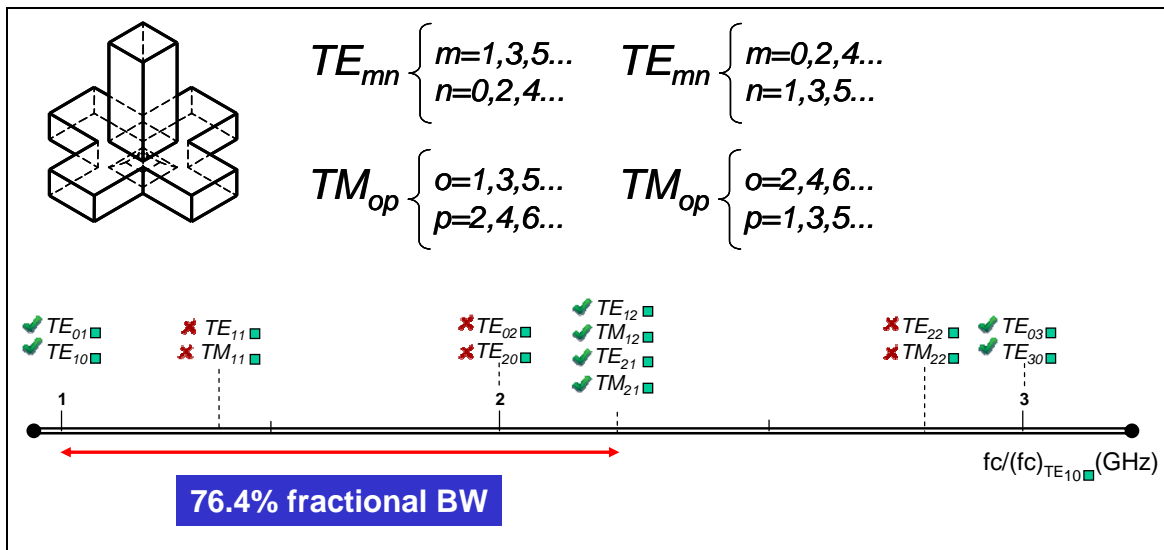 TEmn { m=1,3,5... n=0,2,4...
TEmn { m=0,2,4... n=1,3,5...
TMop { o=1,3,5... p=2,4,6...
TMop { o=2,4,6... p=1,3,5...
TE01
TE10
TE11
TM11
TE02
TE20
TE12
TM12
TE21
TM21
TE22
TM22
TE03
TE30
1
2
3
fc/(fc)TE10 (GHz)
76.4% fractional BW